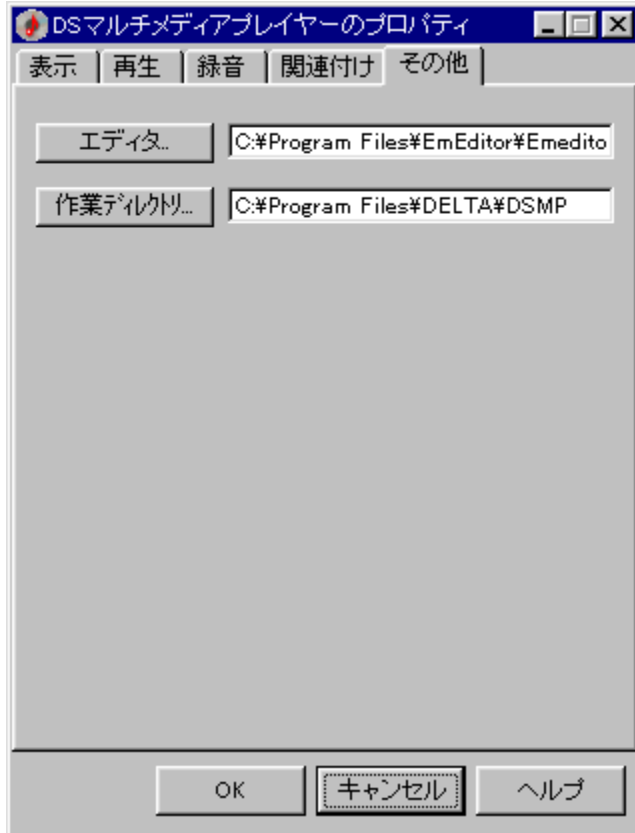 DSマルチメディアプレイヤーのプロパティ
表示 再生 録音 関連付け その他
エディタ... C:¥Program Files¥EmEditor¥Emedito
作業ディレクトリ... C:¥Program Files¥DELTA¥DSMP
OK キャンセル ヘルプ